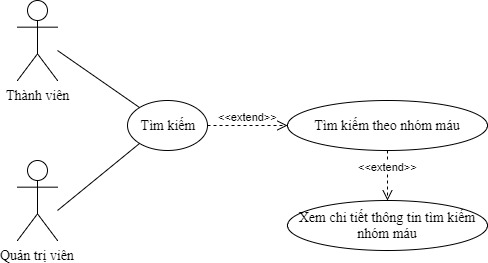 Thành viên
Tìm kiếm
<<extend>>
Tìm kiếm theo nhóm máu
<<extend>>
Xem chi tiết thông tin tìm kiếm
nhóm máu
Quản trị viên